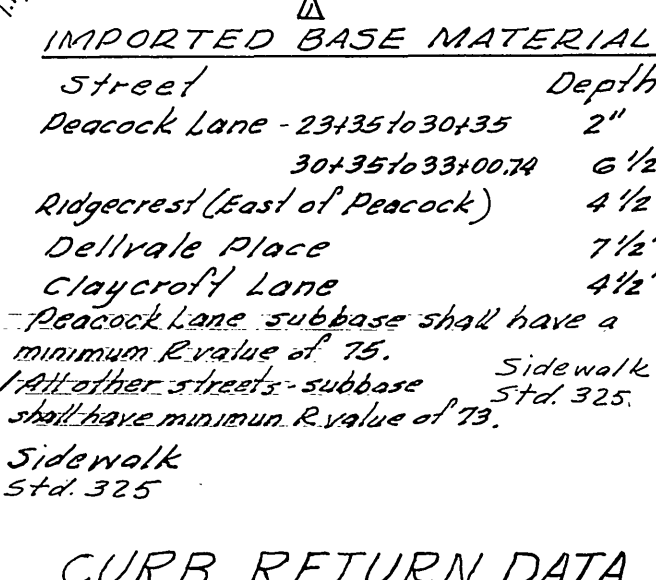 IMPORTED BASE MATERIAL
Street Depth
Peacock Lane - 23+35 to 30+35 2"
30+35 to 33+00.74 6 1/2
Ridgecrest (East of Peacock) 4 1/2
Dellvale Place 7 1/2"
Claycroft Lane 4 1/2"
Peacock Lane subbase shall have a
minimum R value of 75.
All other streets - subbase
shall have minimun R value of 73.
Sidewalk
Std. 325.
Sidewalk
Std. 325
CURB RETURN DATA